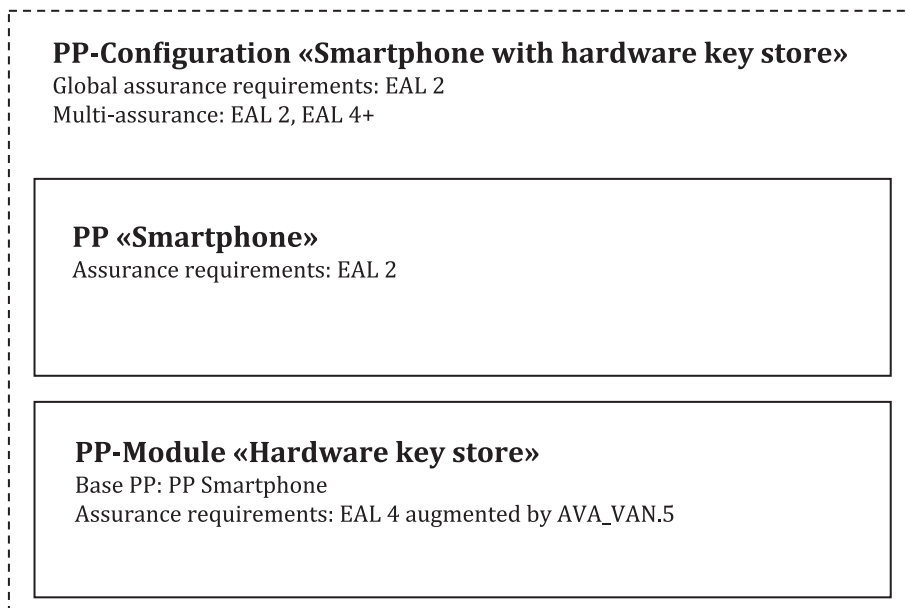 PP-Configuration «Smartphone with hardware key store»
Global assurance requirements: EAL 2
Multi-assurance: EAL 2, EAL 4+
PP «Smartphone»
Assurance requirements: EAL 2
PP-Module «Hardware key store»
Base PP: PP Smartphone
Assurance requirements: EAL 4 augmented by AVA_VAN.5